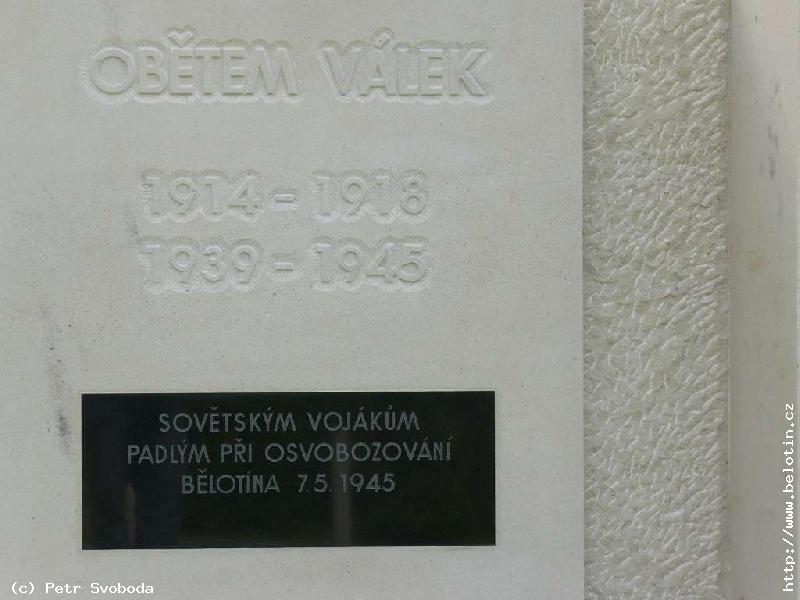 OBĚTEM VÁLEK
1914 - 1918
1939 - 1945
SOVĚTSKÝM VOJÁKŮM
PADLÝM PŘI OSVOBOZOVÁNÍ
BĚLOTÍNA 7.5.1945
(c) Petr Svoboda
http://www.belotin.cz